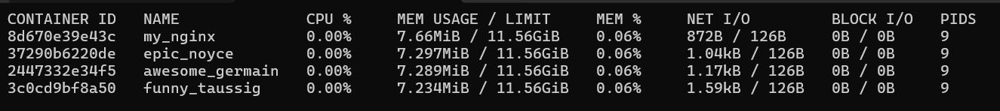 CONTAINER ID   NAME              CPU %     MEM USAGE / LIMIT     MEM %     NET I/O          BLOCK I/O   PIDS
8d670e39e43c   my_nginx          0.00%     7.66MiB / 11.56GiB    0.06%     872B / 126B      0B / 0B     9
37290b6220de   epic_noyce        0.00%     7.297MiB / 11.56GiB   0.06%     1.04kB / 126B    0B / 0B     9
2447332e34f5   awesome_germain   0.00%     7.289MiB / 11.56GiB   0.06%     1.17kB / 126B    0B / 0B     9
3c0cd9bf8a50   funny_taussig     0.00%     7.234MiB / 11.56GiB   0.06%     1.59kB / 126B    0B / 0B     9